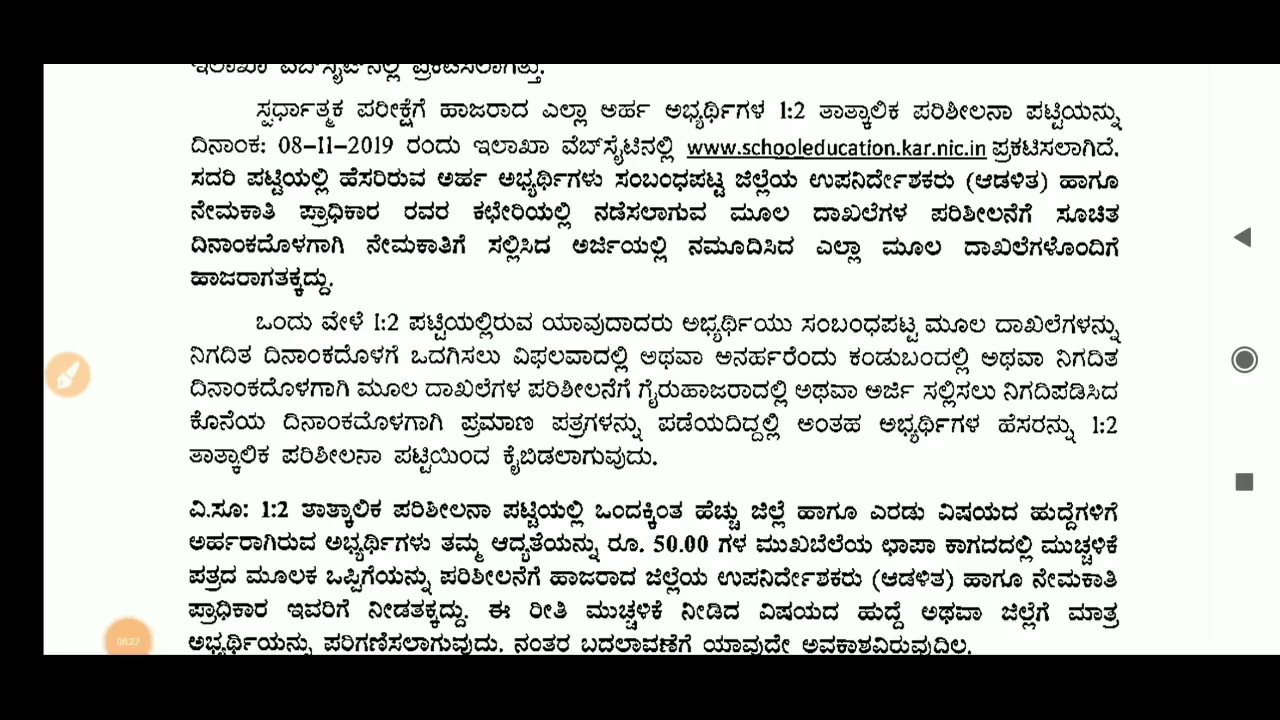 ಇಲಾಖಾ ವೆಬ್‌ಸೈಟ್‌ನಲ್ಲಿ ಪ್ರಕಟಿಸಲಾಗಿತ್ತು.
ಸ್ಪರ್ಧಾತ್ಮಕ ಪರೀಕ್ಷೆಗೆ ಹಾಜರಾದ ಎಲ್ಲಾ ಅರ್ಹ ಅಭ್ಯರ್ಥಿಗಳ 1:2 ತಾತ್ಕಾಲಿಕ ಪರಿಶೀಲನಾ ಪಟ್ಟಿಯನ್ನು
ದಿನಾಂಕ: 08–11–2019 ರಂದು ಇಲಾಖಾ ವೆಬ್‌ಸೈಟಿನಲ್ಲಿ www.schooleducation.kar.nic.in ಪ್ರಕಟಿಸಲಾಗಿದೆ.
ಸದರಿ ಪಟ್ಟಿಯಲ್ಲಿ ಹೆಸರಿರುವ ಅರ್ಹ ಅಭ್ಯರ್ಥಿಗಳು ಸಂಬಂಧಪಟ್ಟ ಜಿಲ್ಲೆಯ ಉಪನಿರ್ದೇಶಕರು (ಆಡಳಿತ) ಹಾಗೂ
ನೇಮಕಾತಿ ಪ್ರಾಧಿಕಾರ ರವರ ಕಛೇರಿಯಲ್ಲಿ ನಡೆಸಲಾಗುವ ಮೂಲ ದಾಖಲೆಗಳ ಪರಿಶೀಲನೆಗೆ ಸೂಚಿತ
ದಿನಾಂಕದೊಳಗಾಗಿ ನೇಮಕಾತಿಗೆ ಸಲ್ಲಿಸಿದ ಅರ್ಜಿಯಲ್ಲಿ ನಮೂದಿಸಿದ ಎಲ್ಲಾ ಮೂಲ ದಾಖಲೆಗಳೊಂದಿಗೆ
ಹಾಜರಾಗತಕ್ಕದ್ದು.
ಒಂದು ವೇಳೆ 1:2 ಪಟ್ಟಿಯಲ್ಲಿರುವ ಯಾವುದಾದರು ಅಭ್ಯರ್ಥಿಯು ಸಂಬಂಧಪಟ್ಟ ಮೂಲ ದಾಖಲೆಗಳನ್ನು
ನಿಗದಿತ ದಿನಾಂಕದೊಳಗೆ ಒದಗಿಸಲು ವಿಫಲವಾದಲ್ಲಿ ಅಥವಾ ಅನರ್ಹರೆಂದು ಕಂಡುಬಂದಲ್ಲಿ ಅಥವಾ ನಿಗದಿತ
ದಿನಾಂಕದೊಳಗಾಗಿ ಮೂಲ ದಾಖಲೆಗಳ ಪರಿಶೀಲನೆಗೆ ಗೈರುಹಾಜರಾದಲ್ಲಿ ಅಥವಾ ಅರ್ಜಿ ಸಲ್ಲಿಸಲು ನಿಗದಿಪಡಿಸಿದ
ಕೊನೆಯ ದಿನಾಂಕದೊಳಗಾಗಿ ಪ್ರಮಾಣ ಪತ್ರಗಳನ್ನು ಪಡೆಯದಿದ್ದಲ್ಲಿ ಅಂತಹ ಅಭ್ಯರ್ಥಿಗಳ ಹೆಸರನ್ನು 1:2
ತಾತ್ಕಾಲಿಕ ಪರಿಶೀಲನಾ ಪಟ್ಟಿಯಿಂದ ಕೈಬಿಡಲಾಗುವುದು.
ವಿ.ಸೂ: 1:2 ತಾತ್ಕಾಲಿಕ ಪರಿಶೀಲನಾ ಪಟ್ಟಿಯಲ್ಲಿ ಒಂದಕ್ಕಿಂತ ಹೆಚ್ಚು ಜಿಲ್ಲೆ ಹಾಗೂ ಎರಡು ವಿಷಯದ ಹುದ್ದೆಗಳಿಗೆ
ಅರ್ಹರಾಗಿರುವ ಅಭ್ಯರ್ಥಿಗಳು ತಮ್ಮ ಆದ್ಯತೆಯನ್ನು ರೂ. 50.00 ಗಳ ಮುಖಬೆಲೆಯ ಛಾಪಾ ಕಾಗದದಲ್ಲಿ ಮುಚ್ಚಳಿಕೆ
ಪತ್ರದ ಮೂಲಕ ಒಪ್ಪಿಗೆಯನ್ನು ಪರಿಶೀಲನೆಗೆ ಹಾಜರಾದ ಜಿಲ್ಲೆಯ ಉಪನಿರ್ದೇಶಕರು (ಆಡಳಿತ) ಹಾಗೂ ನೇಮಕಾತಿ
ಪ್ರಾಧಿಕಾರ ಇವರಿಗೆ ನೀಡತಕ್ಕದ್ದು. ಈ ರೀತಿ ಮುಚ್ಚಳಿಕೆ ನೀಡಿದ ವಿಷಯದ ಹುದ್ದೆ ಅಥವಾ ಜಿಲ್ಲೆಗೆ ಮಾತ್ರ
ಅಭ್ಯರ್ಥಿಯನ್ನು ಪರಿಗಣಿಸಲಾಗುವುದು. ನಂತರ ಬದಲಾವಣೆಗೆ ಯಾವುದೇ ಅವಕಾಶವಿರುವುದಿಲ್ಲ.
06:27